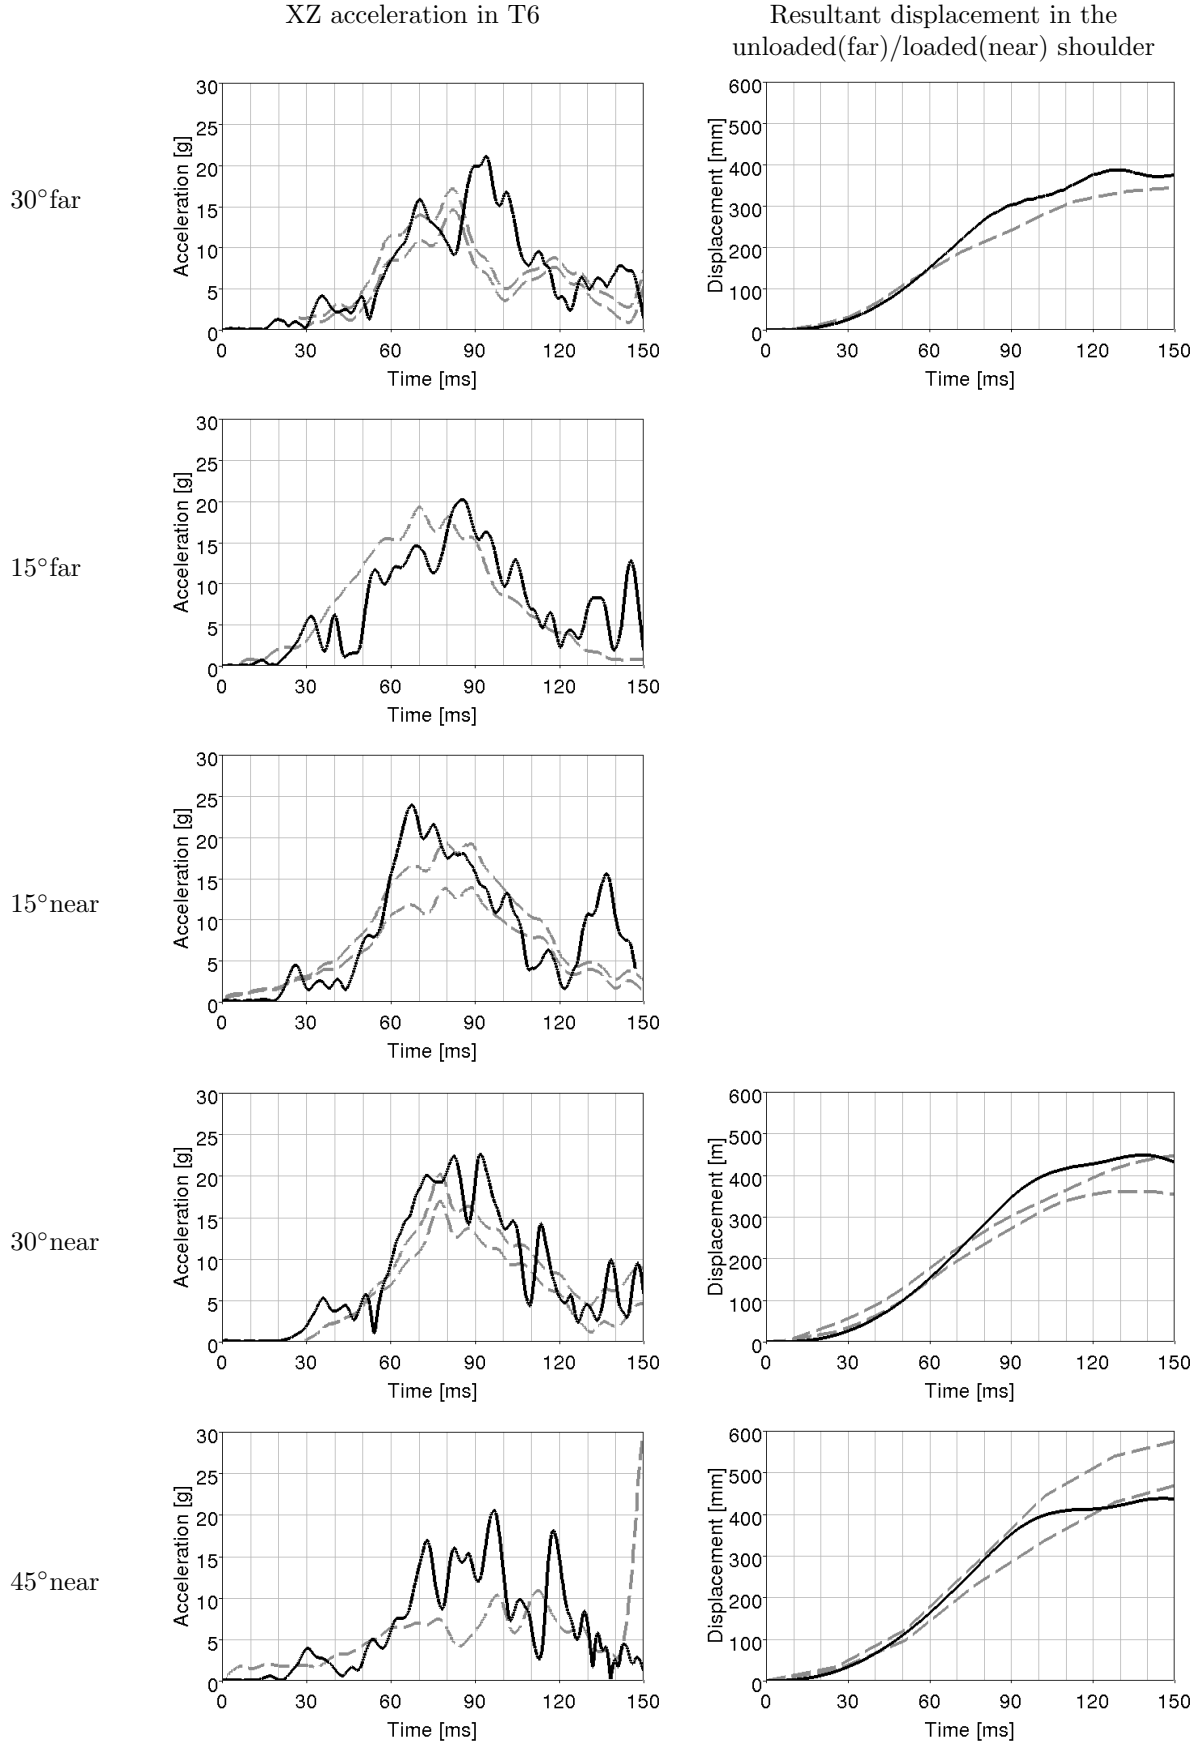 XZ acceleration in T6
Resultant displacement in the
unloaded(far)/loaded(near) shoulder
30°far
Acceleration [g]
30
25
20
15
10
5
0
0 30 60 90 120 150
Time [ms]
Displacement [mm]
600
500
400
300
200
100
0
0 30 60 90 120 150
Time [ms]
15°far
Acceleration [g]
30
25
20
15
10
5
0
0 30 60 90 120 150
Time [ms]
15°near
Acceleration [g]
30
25
20
15
10
5
0
0 30 60 90 120 150
Time [ms]
30°near
Acceleration [g]
30
25
20
15
10
5
0
0 30 60 90 120 150
Time [ms]
Displacement [m]
600
500
400
300
200
100
0
0 30 60 90 120 150
Time [ms]
45°near
Acceleration [g]
30
25
20
15
10
5
0
0 30 60 90 120 150
Time [ms]
Displacement [mm]
600
500
400
300
200
100
0
0 30 60 90 120 150
Time [ms]